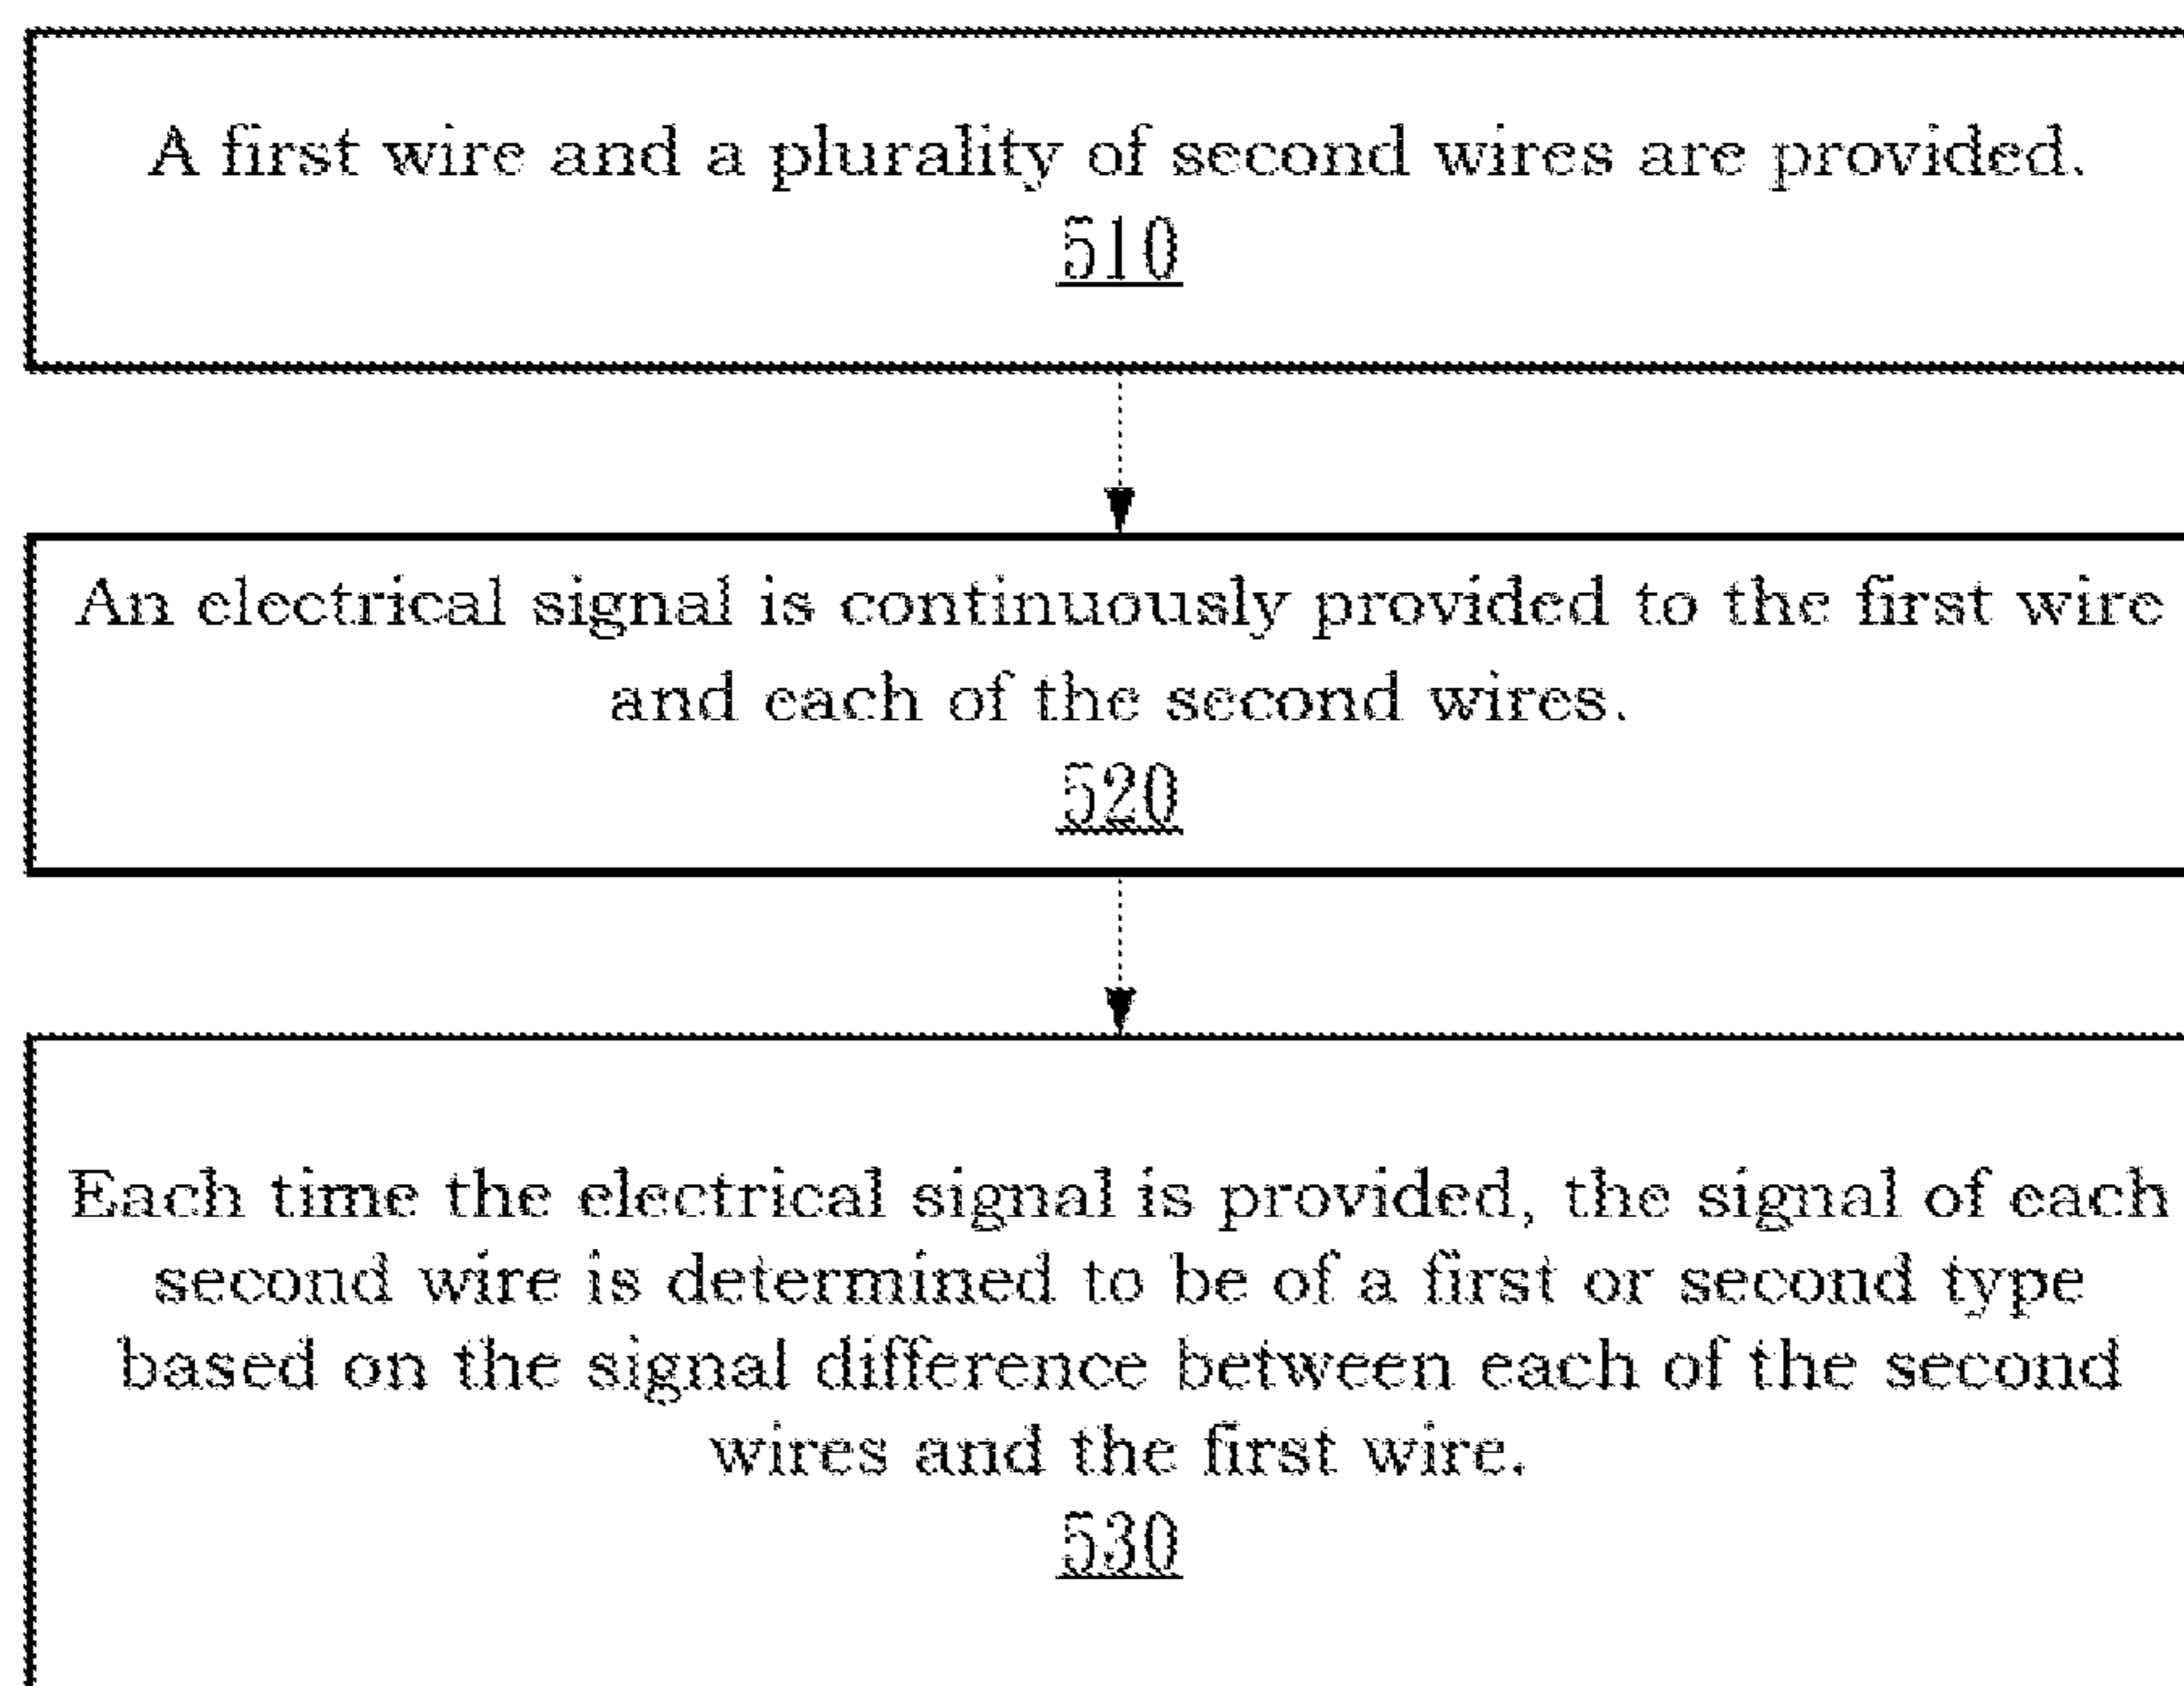 A first wire and a plurality of second wires are provided.
510
An electrical signal is continuously provided to the first wire
and each of the second wires.
520
Each time the electrical signal is provided, the signal of each
second wire is determined to be of a first or second type
based on the signal difference between each of the second
wires and the first wire.
530